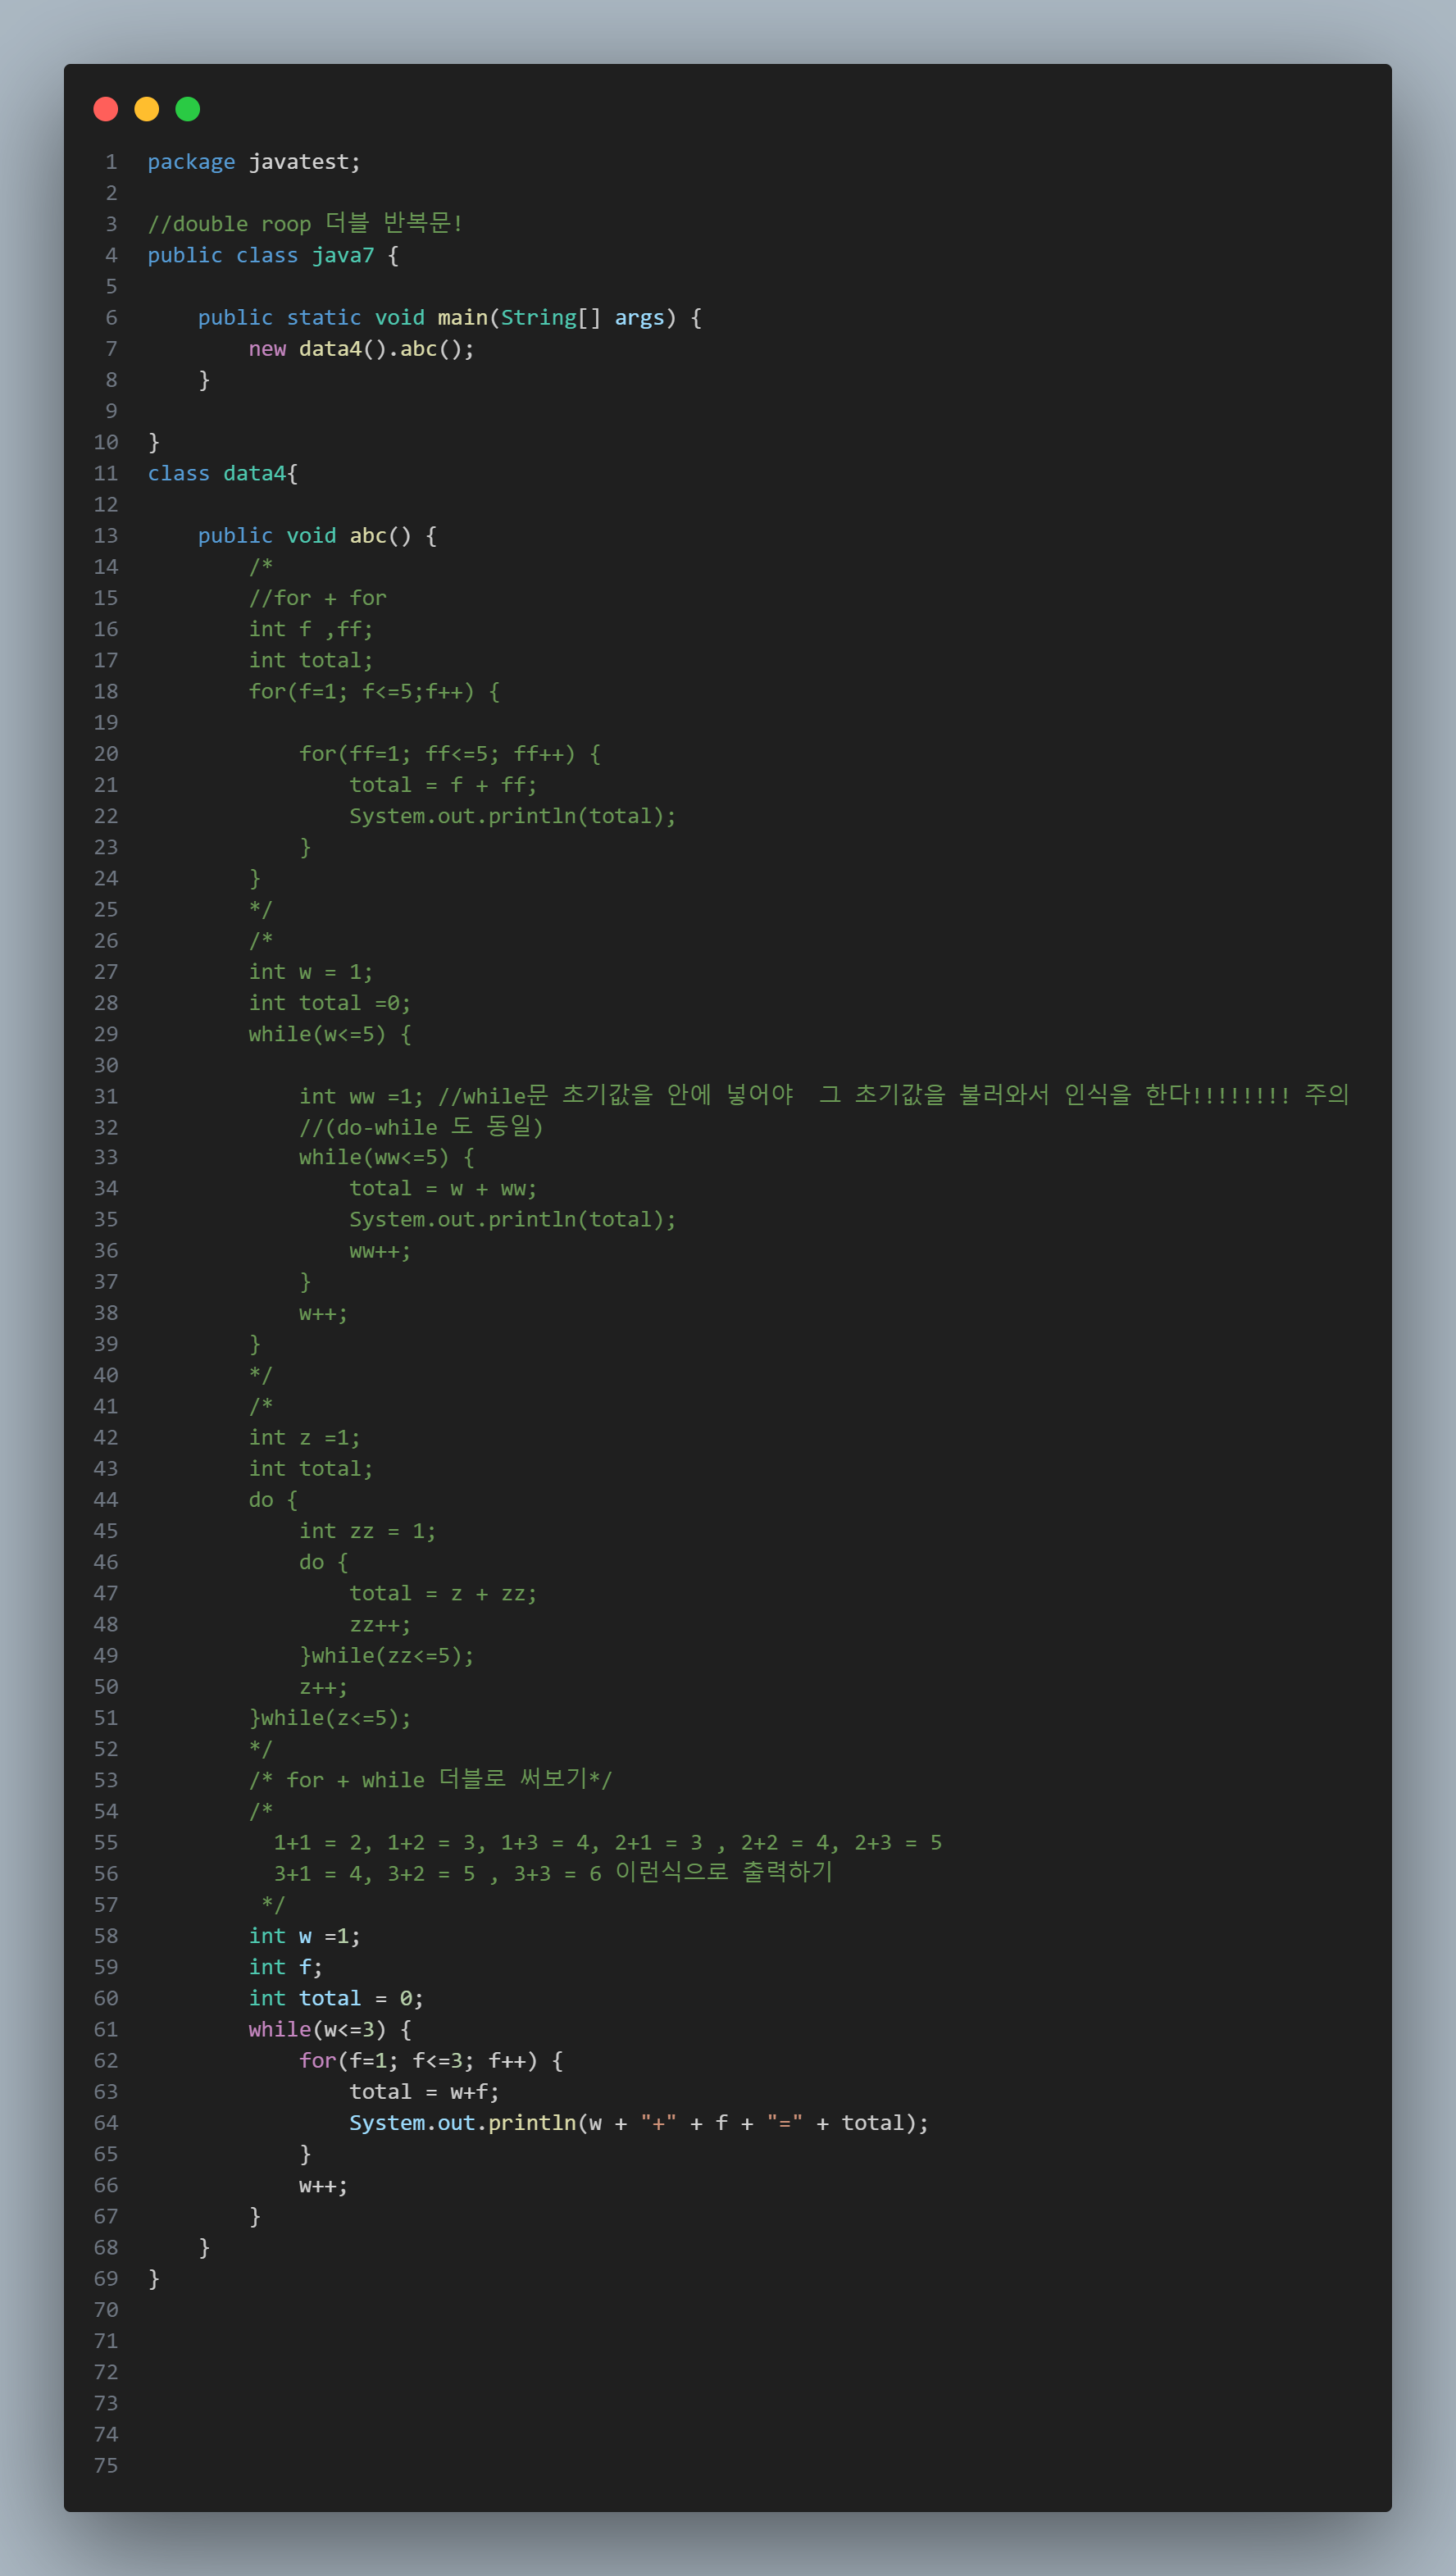 1 package javatest;
2
3 //double roop 더블 반복문!
4 public class java7 {
5
6     public static void main(String[] args) {
7         new data4().abc();
8     }
9
10 }
11 class data4{
12
13     public void abc() {
14         /*
15         //for + for
16         int f ,ff;
17         int total;
18         for(f=1; f<=5;f++) {
19
20             for(ff=1; ff<=5; ff++) {
21                 total = f + ff;
22                 System.out.println(total);
23             }
24         }
25         */
26         /*
27         int w = 1;
28         int total =0;
29         while(w<=5) {
30
31             int ww =1; //while문 초기값을 안에 넣어야  그 초기값을 불러와서 인식을 한다!!!!!!!! 주의
32             //(do-while 도 동일)
33             while(ww<=5) {
34                 total = w + ww;
35                 System.out.println(total);
36                 ww++;
37             }
38             w++;
39         }
40         */
41         /*
42         int z =1;
43         int total;
44         do {
45             int zz = 1;
46             do {
47                 total = z + zz;
48                 zz++;
49             }while(zz<=5);
50             z++;
51         }while(z<=5);
52         */
53         /* for + while 더블로 써보기*/
54         /*
55           1+1 = 2, 1+2 = 3, 1+3 = 4, 2+1 = 3 , 2+2 = 4, 2+3 = 5
56           3+1 = 4, 3+2 = 5 , 3+3 = 6 이런식으로 출력하기
57          */
58         int w =1;
59         int f;
60         int total = 0;
61         while(w<=3) {
62             for(f=1; f<=3; f++) {
63                 total = w+f;
64                 System.out.println(w + "+" + f + "=" + total);
65             }
66             w++;
67         }
68     }
69 }
70
71
72
73
74
75